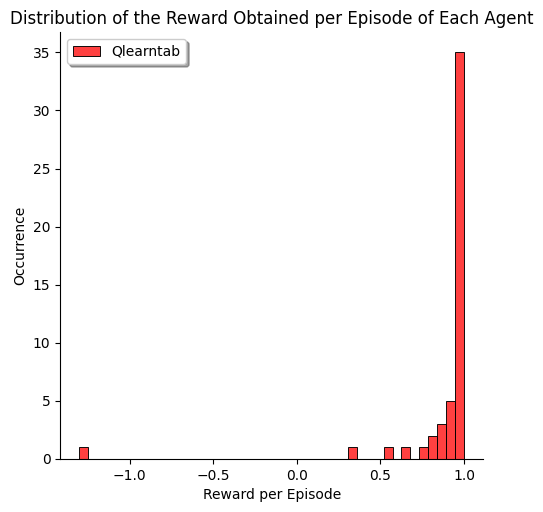 Distribution of the Reward Obtained per Episode of Each Agent
Qlearntab
35
30
25
20
15
10
5
0
Occurrence
−1.0 −0.5 0.0 0.5 1.0
Reward per Episode